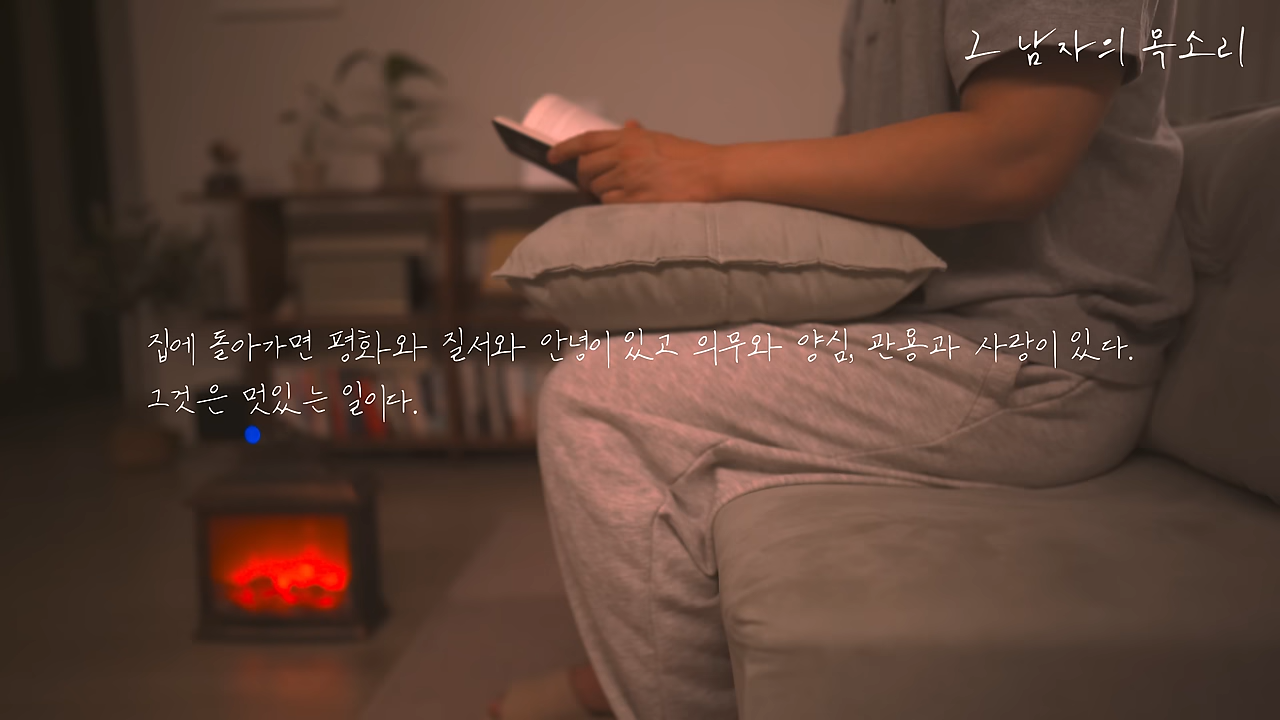 그 남자의 목소리
집에 돌아가면 평화와 질서와 안녕이 있고 의무와 양심, 관용과 사랑이 있다.
그것은 멋있는 일이다.